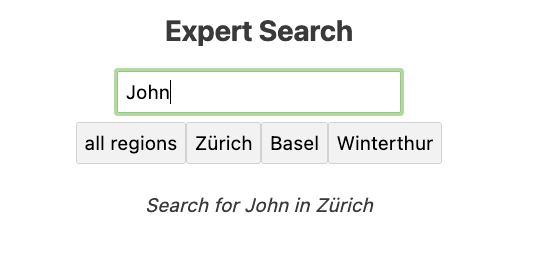 Expert Search
John
all regions Zürich Basel Winterthur
Search for John in Zürich